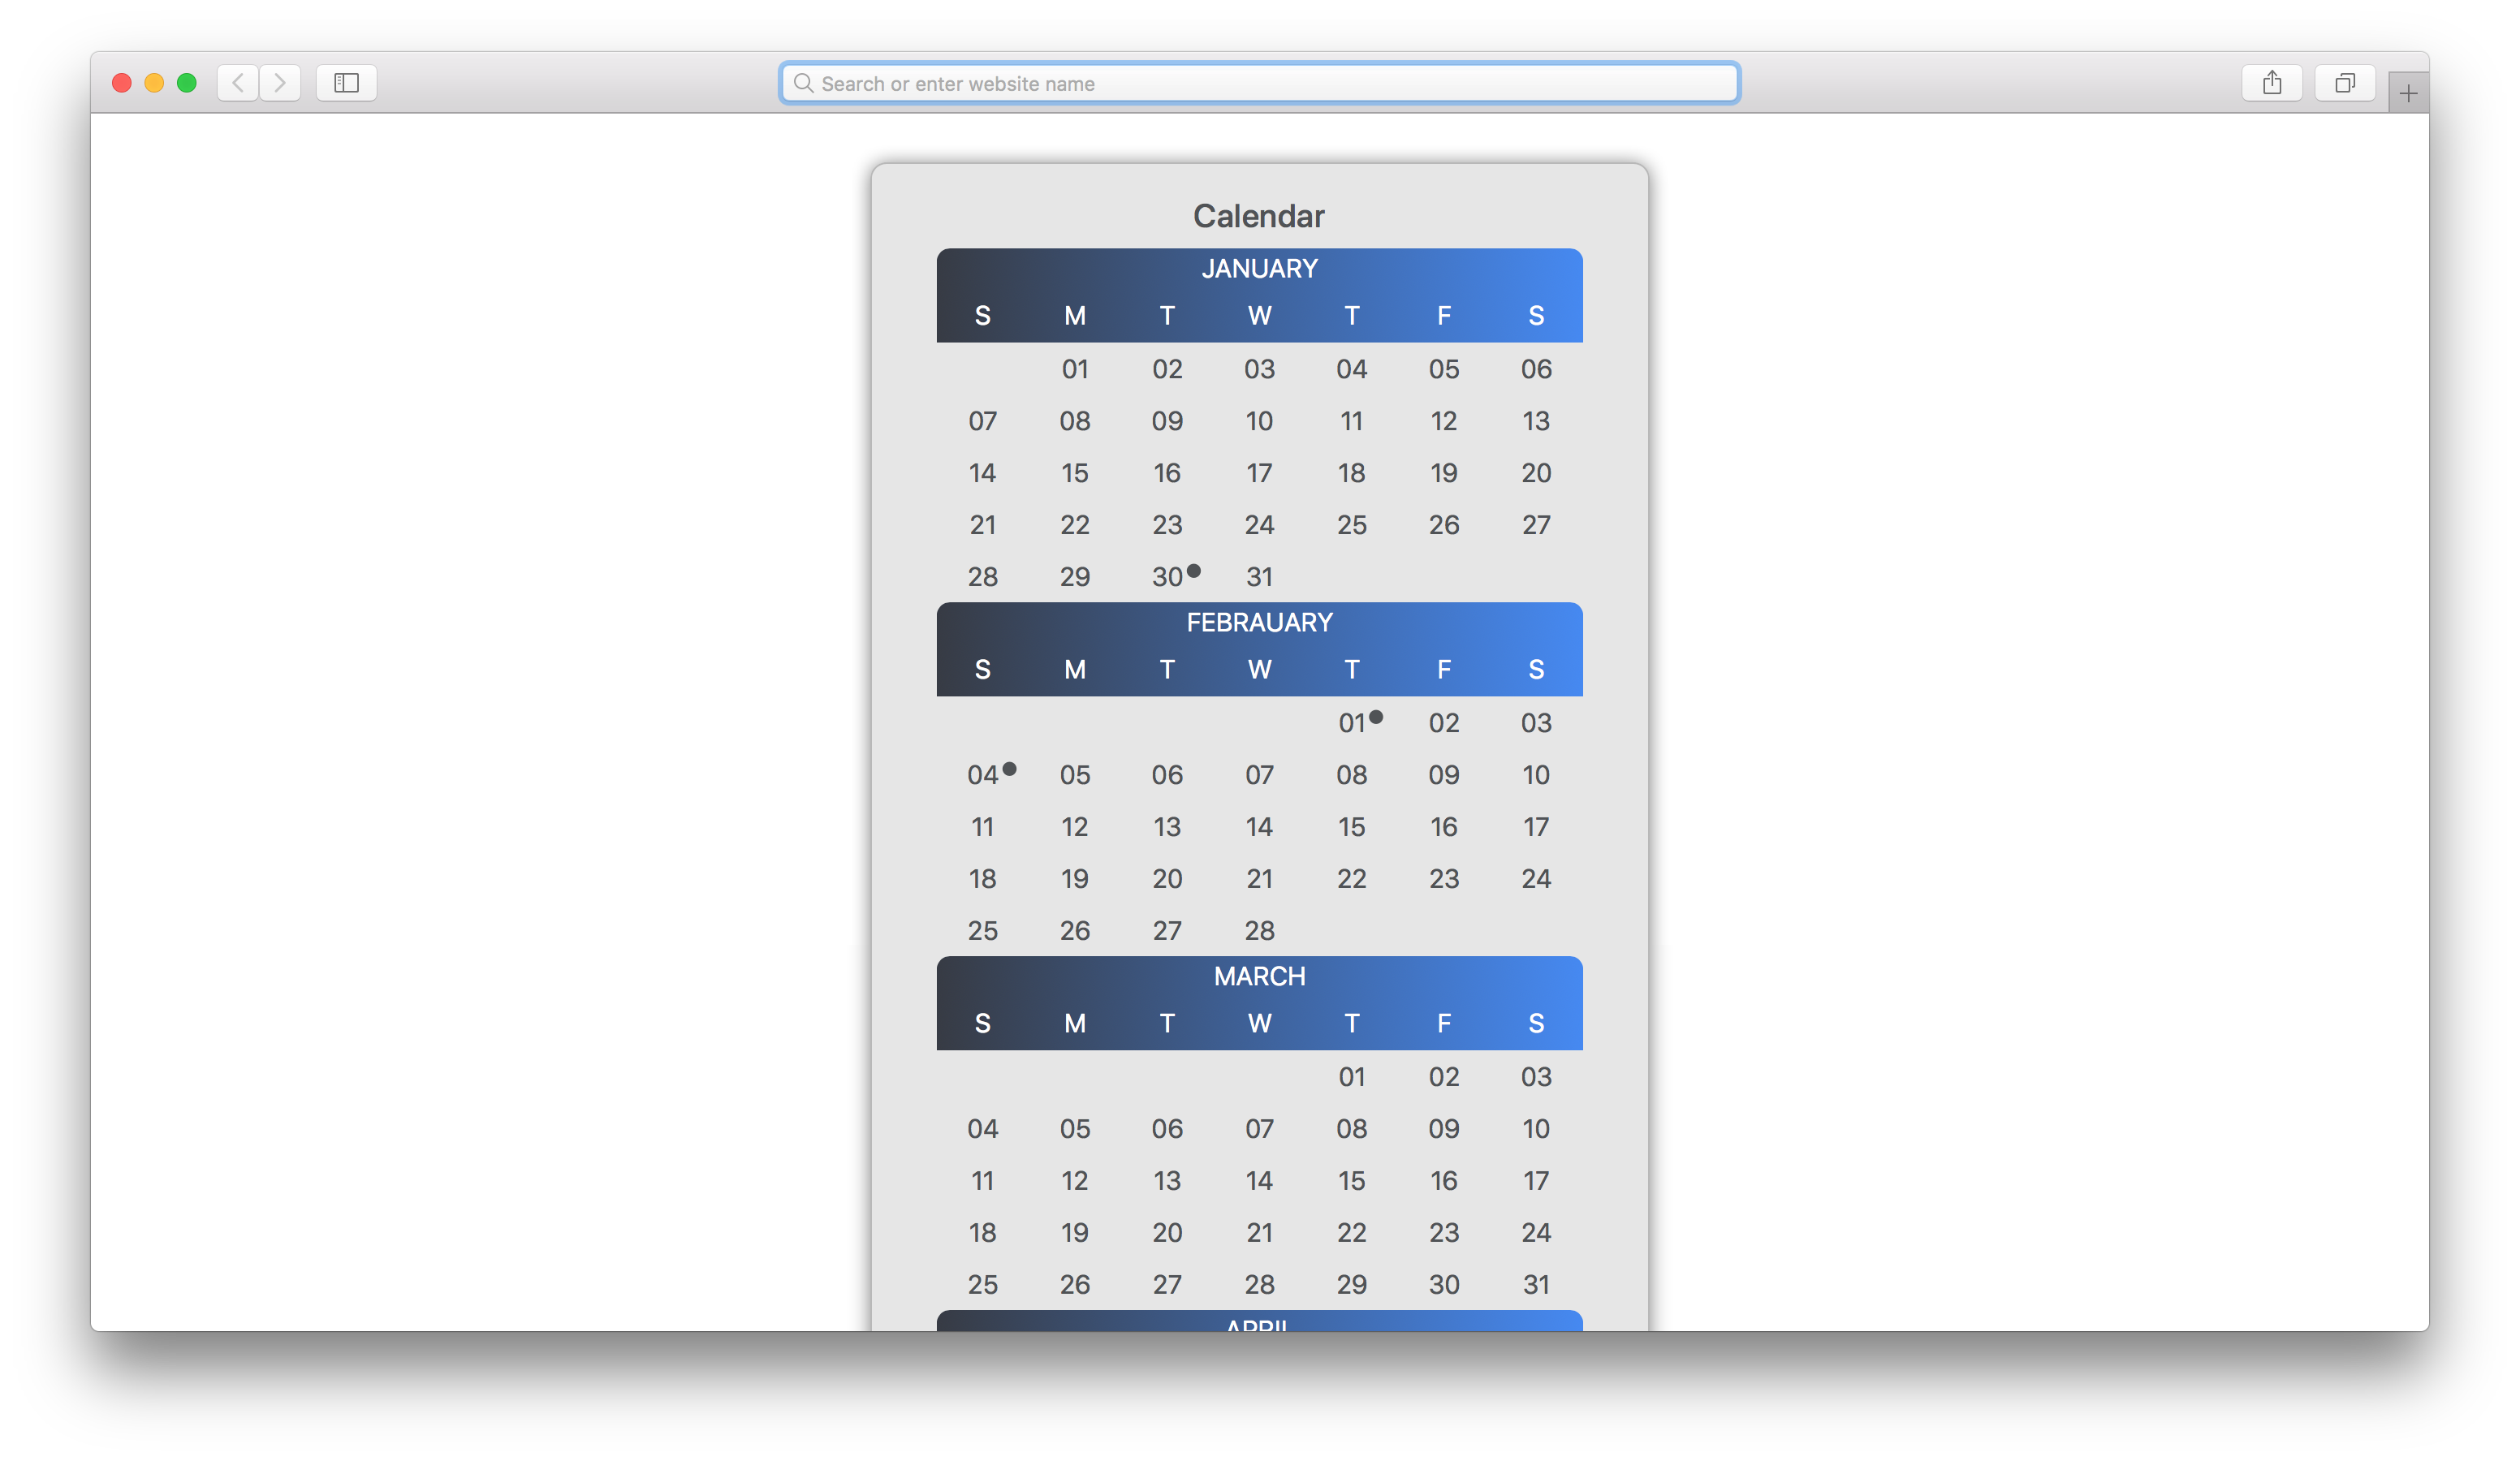 Search or enter website name
Calendar
JANUARY
S M T W T F S
01 02 03 04 05 06
07 08 09 10 11 12 13
14 15 16 17 18 19 20
21 22 23 24 25 26 27
28 29 30 31
FEBRAUARY
S M T W T F S
01 02 03
04 05 06 07 08 09 10
11 12 13 14 15 16 17
18 19 20 21 22 23 24
25 26 27 28
MARCH
S M T W T F S
01 02 03
04 05 06 07 08 09 10
11 12 13 14 15 16 17
18 19 20 21 22 23 24
25 26 27 28 29 30 31
APRIL